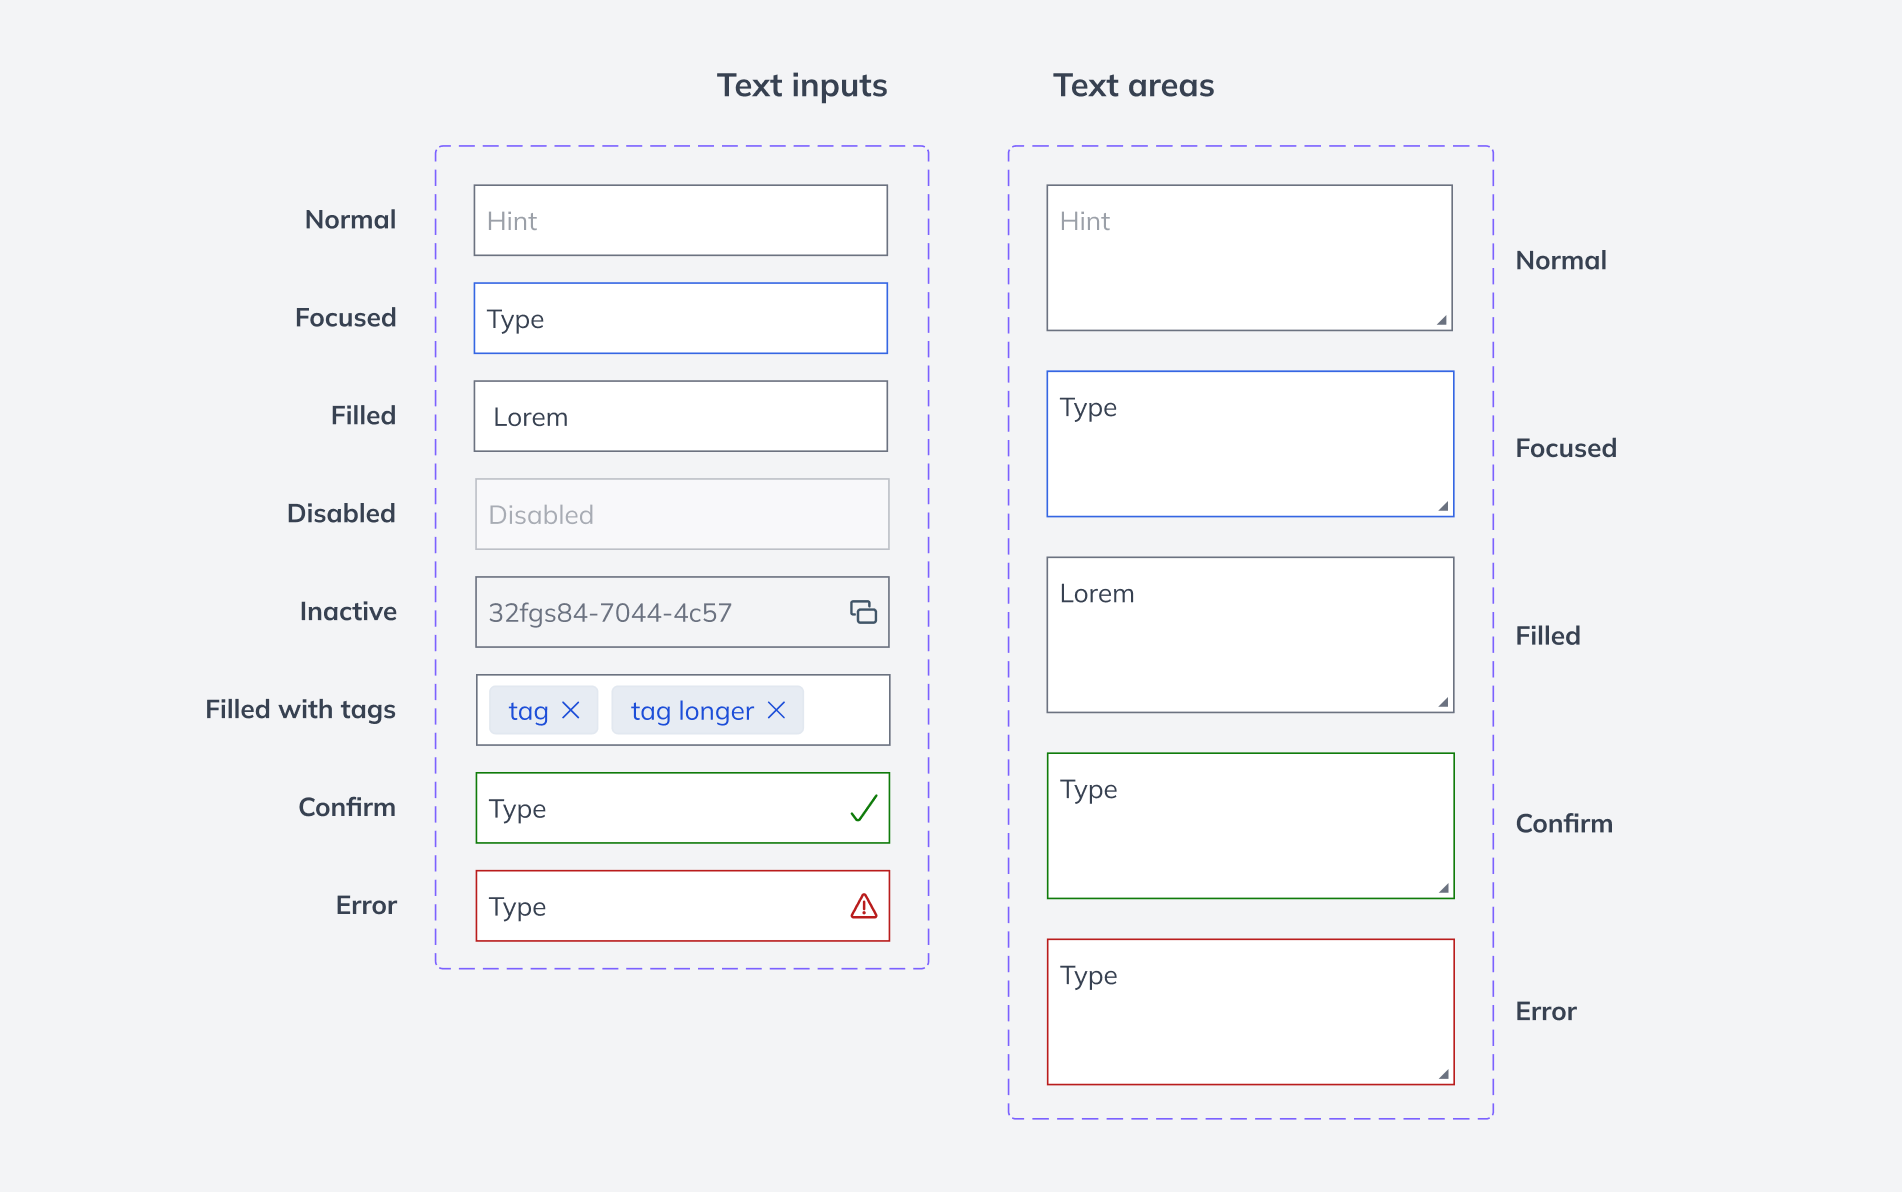 Text inputs
Normal
Hint
Focused
Type
Filled
Lorem
Disabled
Disabled
Inactive
32fgs84-7044-4c57
Filled with tags
tag
tag longer
Confirm
Type
Error
Type
Text areas
Hint
Normal
Type
Focused
Lorem
Filled
Type
Confirm
Type
Error